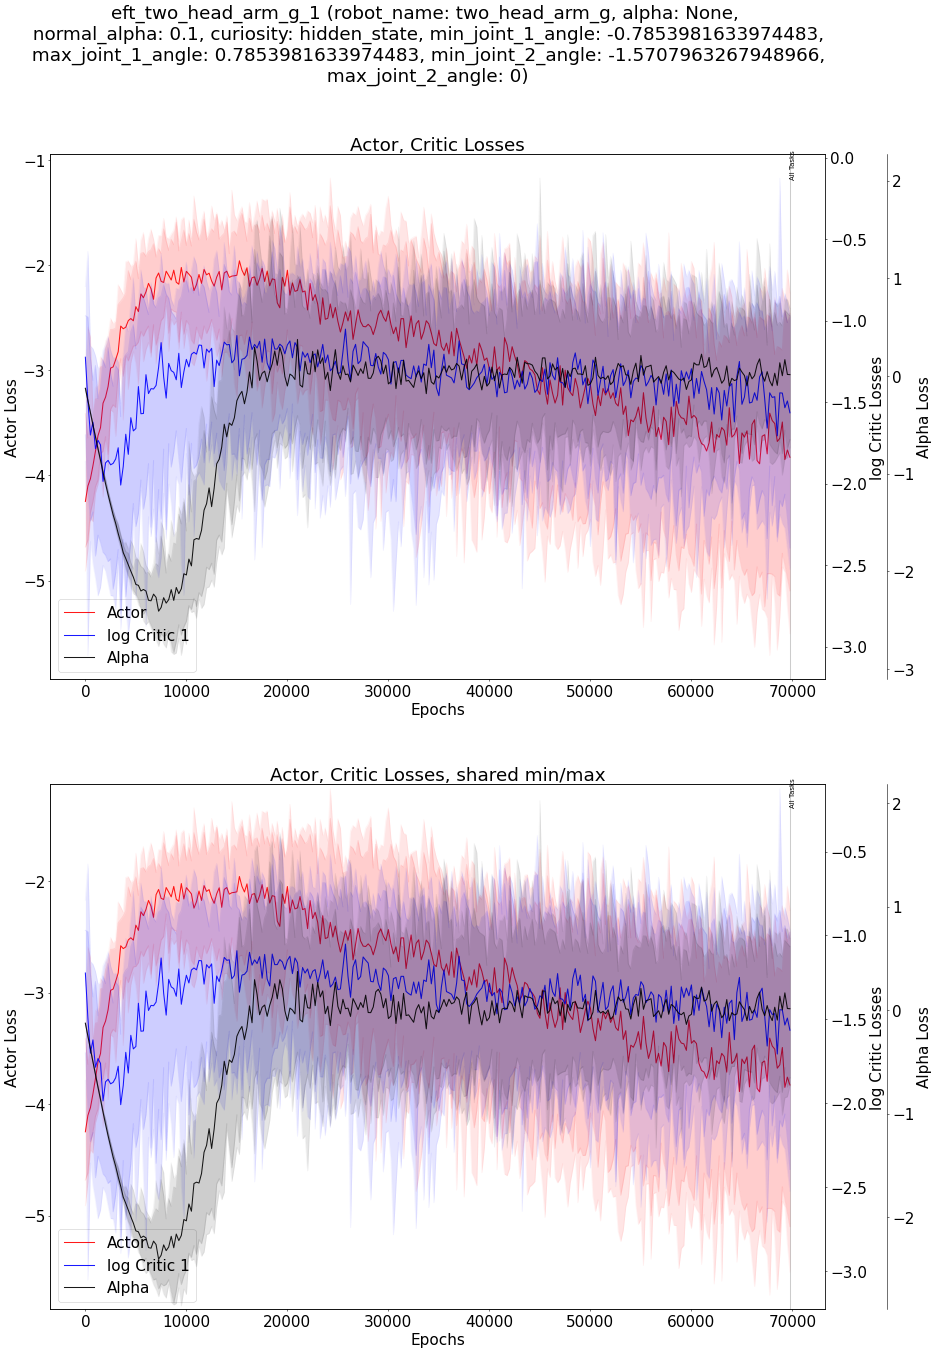 eft_two_head_arm_g_1 (robot_name: two_head_arm_g, alpha: None,
normal_alpha: 0.1, curiosity: hidden_state, min_joint_1_angle: -0.7853981633974483,
max_joint_1_angle: 0.7853981633974483, min_joint_2_angle: -1.5707963267948966,
max_joint_2_angle: 0)
Actor, Critic Losses
All Tasks
−1
−2
−3
−4
−5
Actor Loss
0.0
−0.5
−1.0
−1.5
−2.0
−2.5
−3.0
log Critic Losses
2
1
0
−1
−2
−3
Alpha Loss
Actor
log Critic 1
Alpha
0 10000 20000 30000 40000 50000 60000 70000
Epochs
Actor, Critic Losses, shared min/max
All Tasks
−2
−3
−4
−5
Actor Loss
−0.5
−1.0
−1.5
−2.0
−2.5
−3.0
log Critic Losses
2
1
0
−1
−2
Alpha Loss
Actor
log Critic 1
Alpha
0 10000 20000 30000 40000 50000 60000 70000
Epochs